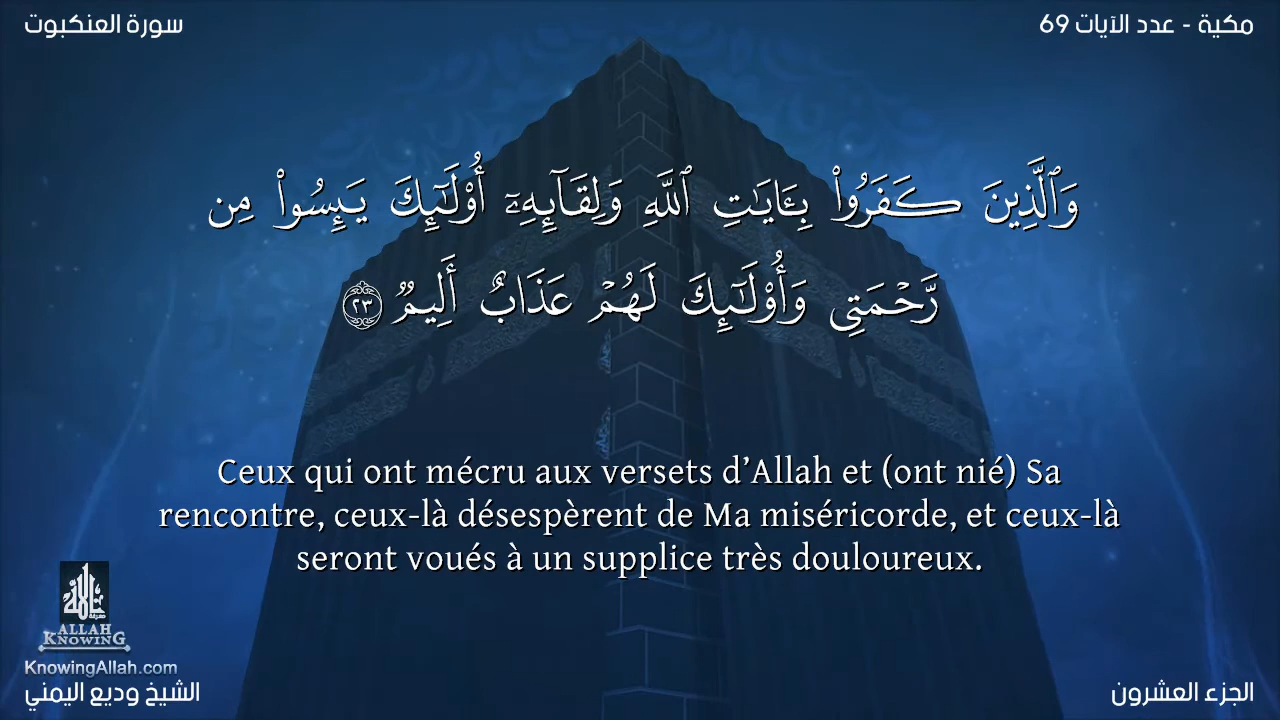 سورة العنكبوت
مكية - عدد الآيات 69
وَٱلَّذِينَ كَفَرُوا۟ بِـَٔايَـٰتِ ٱللَّهِ وَلِقَآئِهِۦٓ أُو۟لَـٰٓئِكَ يَئِسُوا۟ مِن
رَّحْمَتِى وَأُو۟لَـٰٓئِكَ لَهُمْ عَذَابٌ أَلِيمٌ ٢٣
Ceux qui ont mécru aux versets d’Allah et (ont nié) Sa
rencontre, ceux-là désespèrent de Ma miséricorde, et ceux-là
seront voués à un supplice très douloureux.
ALLAH
KNOWING
KnowingAllah.com
الشيخ وديع اليمني
الجزء العشرون